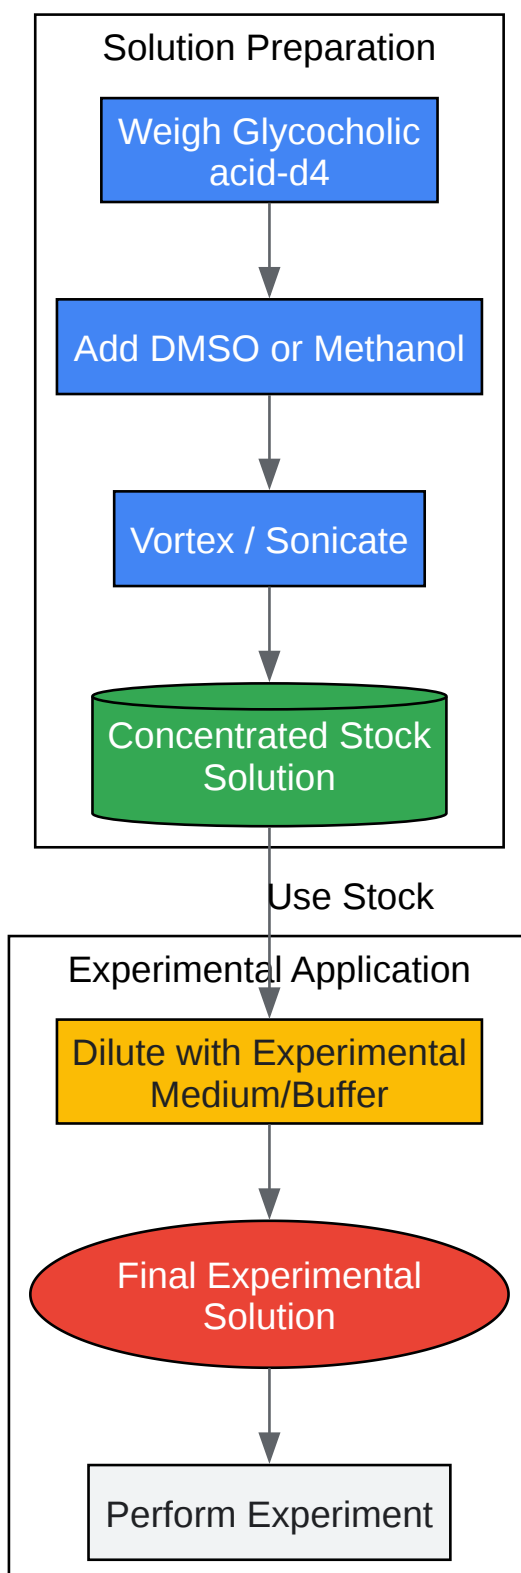 Solution Preparation
Weigh Glycocholic
acid-d4
Add DMSO or Methanol
Vortex / Sonicate
Concentrated Stock
Solution
Use Stock
Experimental Application
Dilute with Experimental
Medium/Buffer
Final Experimental
Solution
Perform Experiment